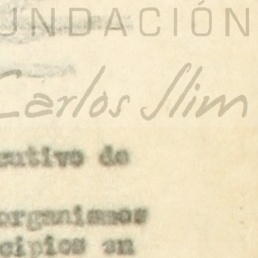 UNDACIÓN
Carlos Slim
cutivo de
organismos
cipios en